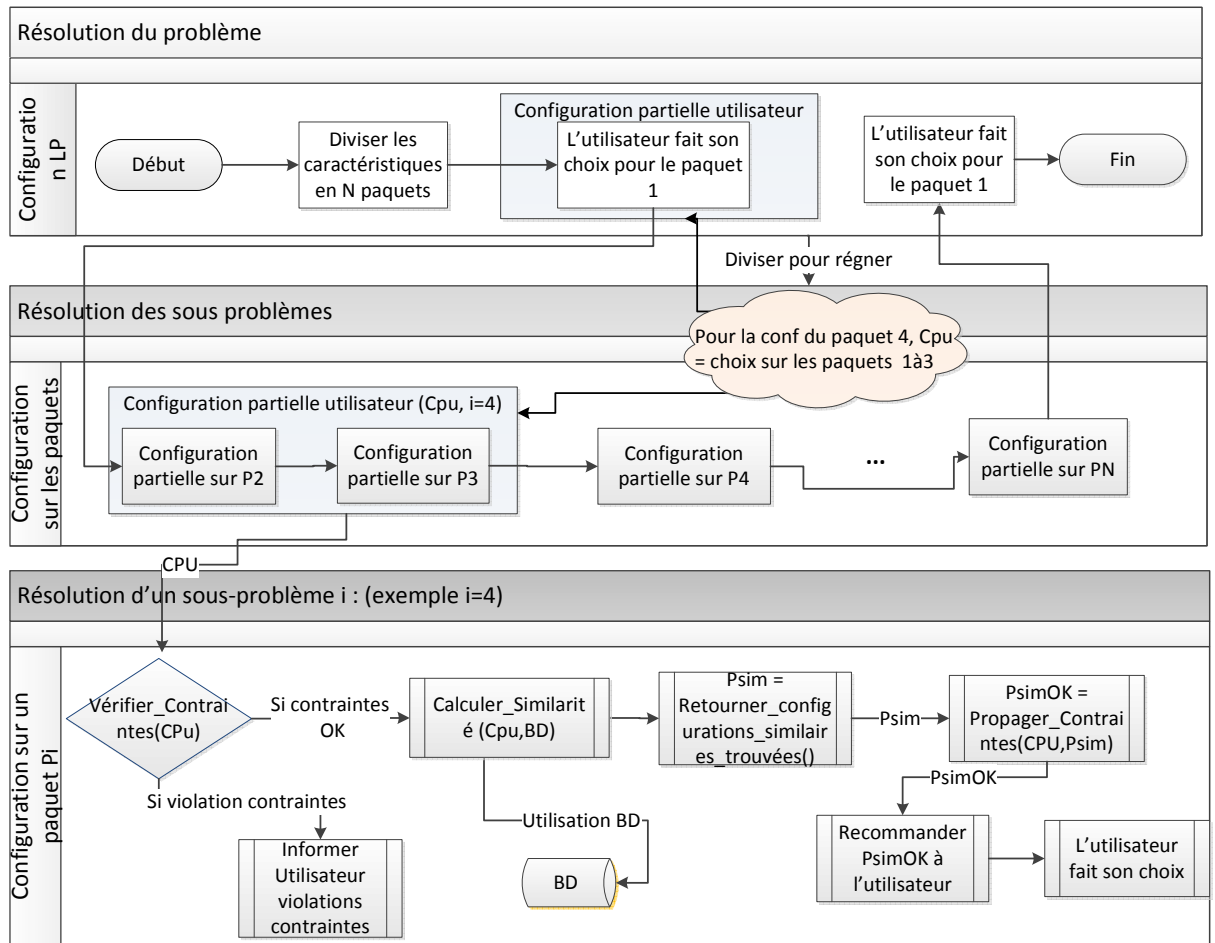 Résolution du problème
Configuratio
n LP
Début
Diviser les
caractéristiques
en N paquets
Configuration partielle utilisateur
L'utilisateur fait son
choix pour le paquet
1
L'utilisateur fait
son choix pour
le paquet 1
Fin
Diviser pour régner
Résolution des sous problèmes
Pour la conf du paquet 4, Cpu
= choix sur les paquets 1à3
Configuration
sur les paquets
Configuration partielle utilisateur (Cpu, i=4)
Configuration
partielle sur P2
Configuration
partielle sur P3
Configuration
partielle sur P4
...
Configuration
partielle sur PN
CPU
Résolution d'un sous-problème i : (exemple i=4)
Configuration sur un
paquet Pi
Vérifier_Contrai
ntes(CPu)
Si contraintes
OK
Calculer_Similarit
é (Cpu,BD)
Psim =
Retourner_config
urations_similair
es_trouvées()
Psim
PsimOK =
Propager_Contrai
ntes(CPU,Psim)
PsimOK
Si violation contraintes
Utilisation BD
Informer
Utilisateur
violations
contraintes
BD
Recommander
PsimOK à
l'utilisateur
L'utilisateur
fait son choix